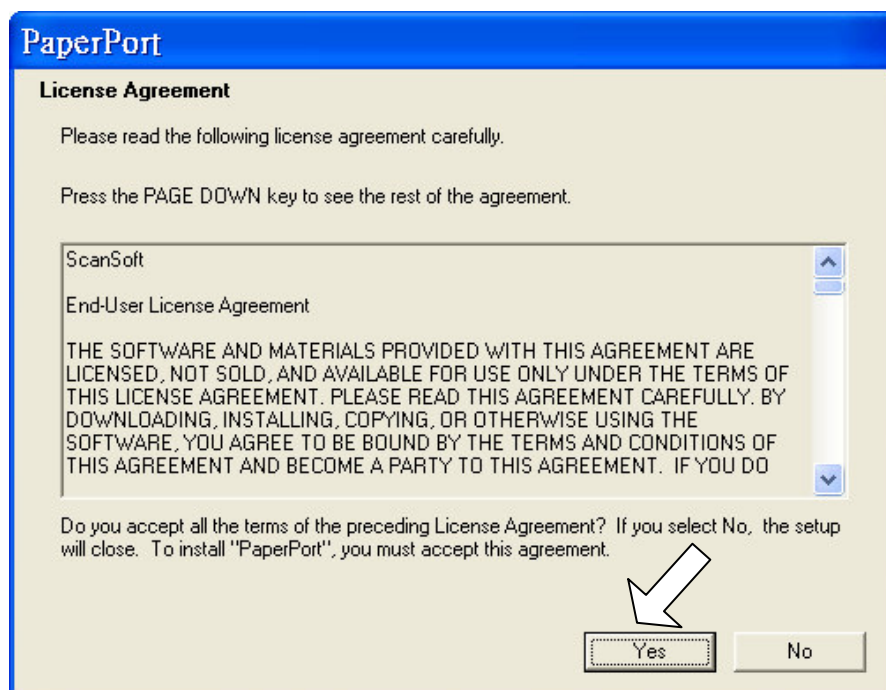 PaperPort
License Agreement
Please read the following license agreement carefully.
Press the PAGE DOWN key to see the rest of the agreement.
ScanSoft
End-User License Agreement
THE SOFTWARE AND MATERIALS PROVIDED WITH THIS AGREEMENT ARE
LICENSED, NOT SOLD, AND AVAILABLE FOR USE ONLY UNDER THE TERMS OF
THIS LICENSE AGREEMENT. PLEASE READ THIS AGREEMENT CAREFULLY. BY
DOWNLOADING, INSTALLING, COPYING, OR OTHERWISE USING THE
SOFTWARE, YOU AGREE TO BE BOUND BY THE TERMS AND CONDITIONS OF
THIS AGREEMENT AND BECOME A PARTY TO THIS AGREEMENT.  IF YOU DO
Do you accept all the terms of the preceding License Agreement?  If you select No,  the setup
will close.  To install "PaperPort", you must accept this agreement.
Yes No